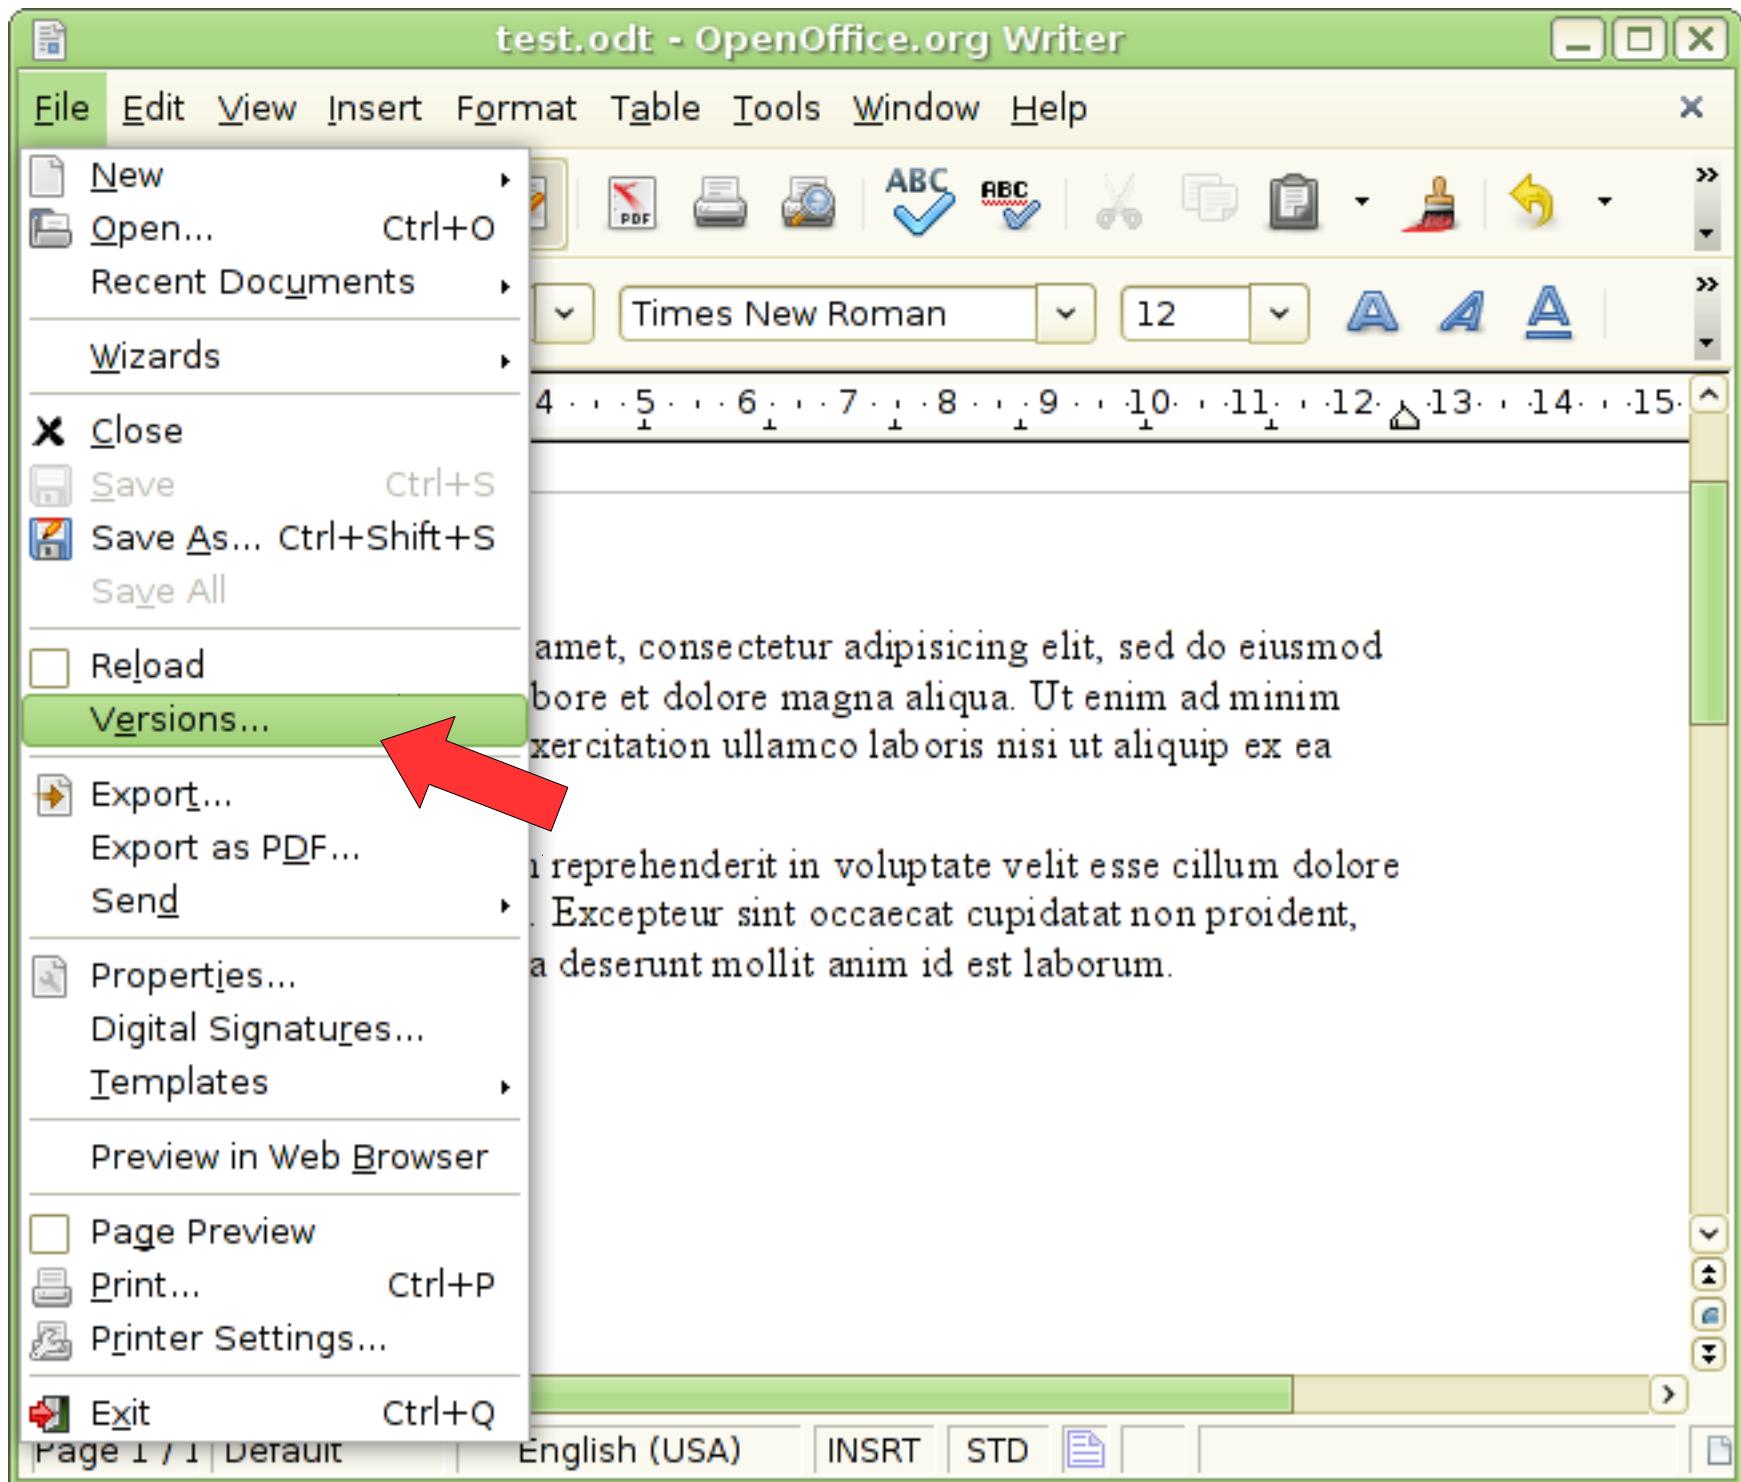 test.odt - OpenOffice.org Writer
File Edit View Insert Format Table Tools Window Help
New
Open... Ctrl+O
Recent Documents
Wizards
Close
Save Ctrl+S
Save As... Ctrl+Shift+S
Save All
Reload
Versions...
Export...
Export as PDF...
Send
Properties...
Digital Signatures...
Templates
Preview in Web Browser
Page Preview
Print... Ctrl+P
Printer Settings...
Exit Ctrl+Q
PDF ABC ABC
Times New Roman 12
4 5 6 7 8 9 10 11 12 13 14 15
amet, consectetur adipisicing elit, sed do eiusmod
bore et dolore magna aliqua. Ut enim ad minim
xercitation ullamco laboris nisi ut aliquip ex ea
reprehenderit in voluptate velit esse cillum dolore
. Excepteur sint occaecat cupidatat non proident,
a deserunt mollit anim id est laborum.
Page 1 / 1 Default English (USA) INSRT STD